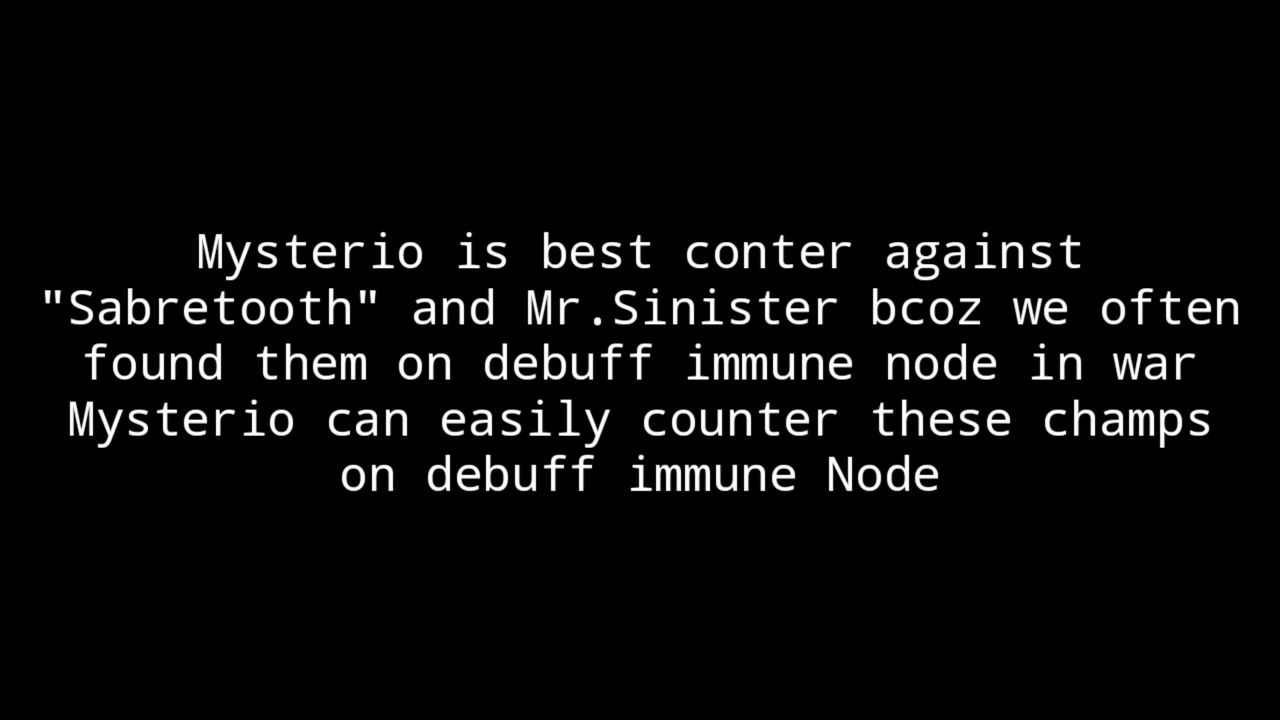 Mysterio is best conter against
"Sabretooth" and Mr.Sinister bcoz we often
found them on debuff immune node in war
Mysterio can easily counter these champs
on debuff immune Node